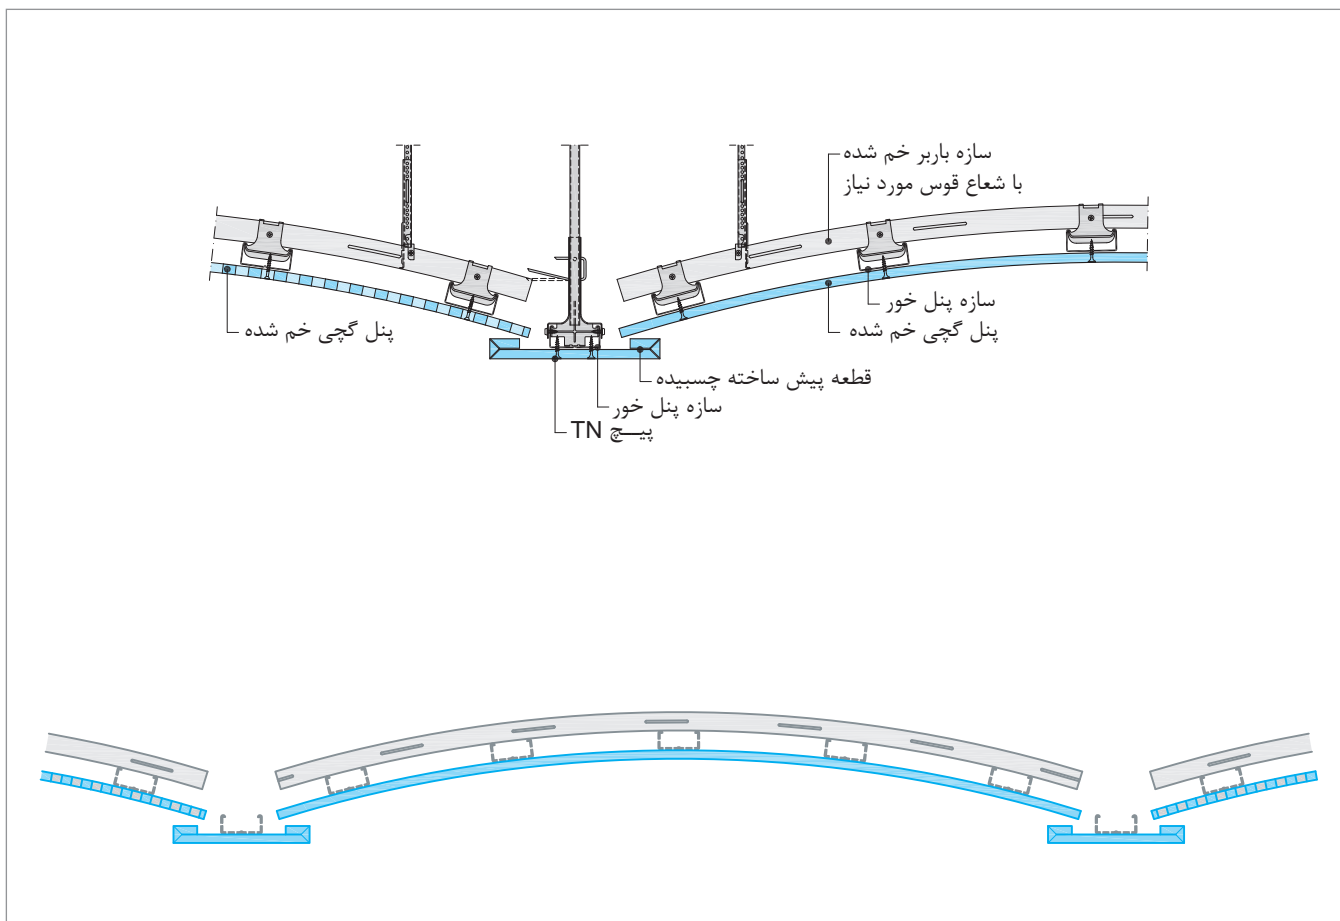 سازه باربر خم شده
با شعاع قوس مورد نیاز
سازه پنل خور
پنل گچی خم شده
پنل گچی خم شده
قطعه پیش ساخته چسبیده
سازه پنل خور
پیـــچ TN